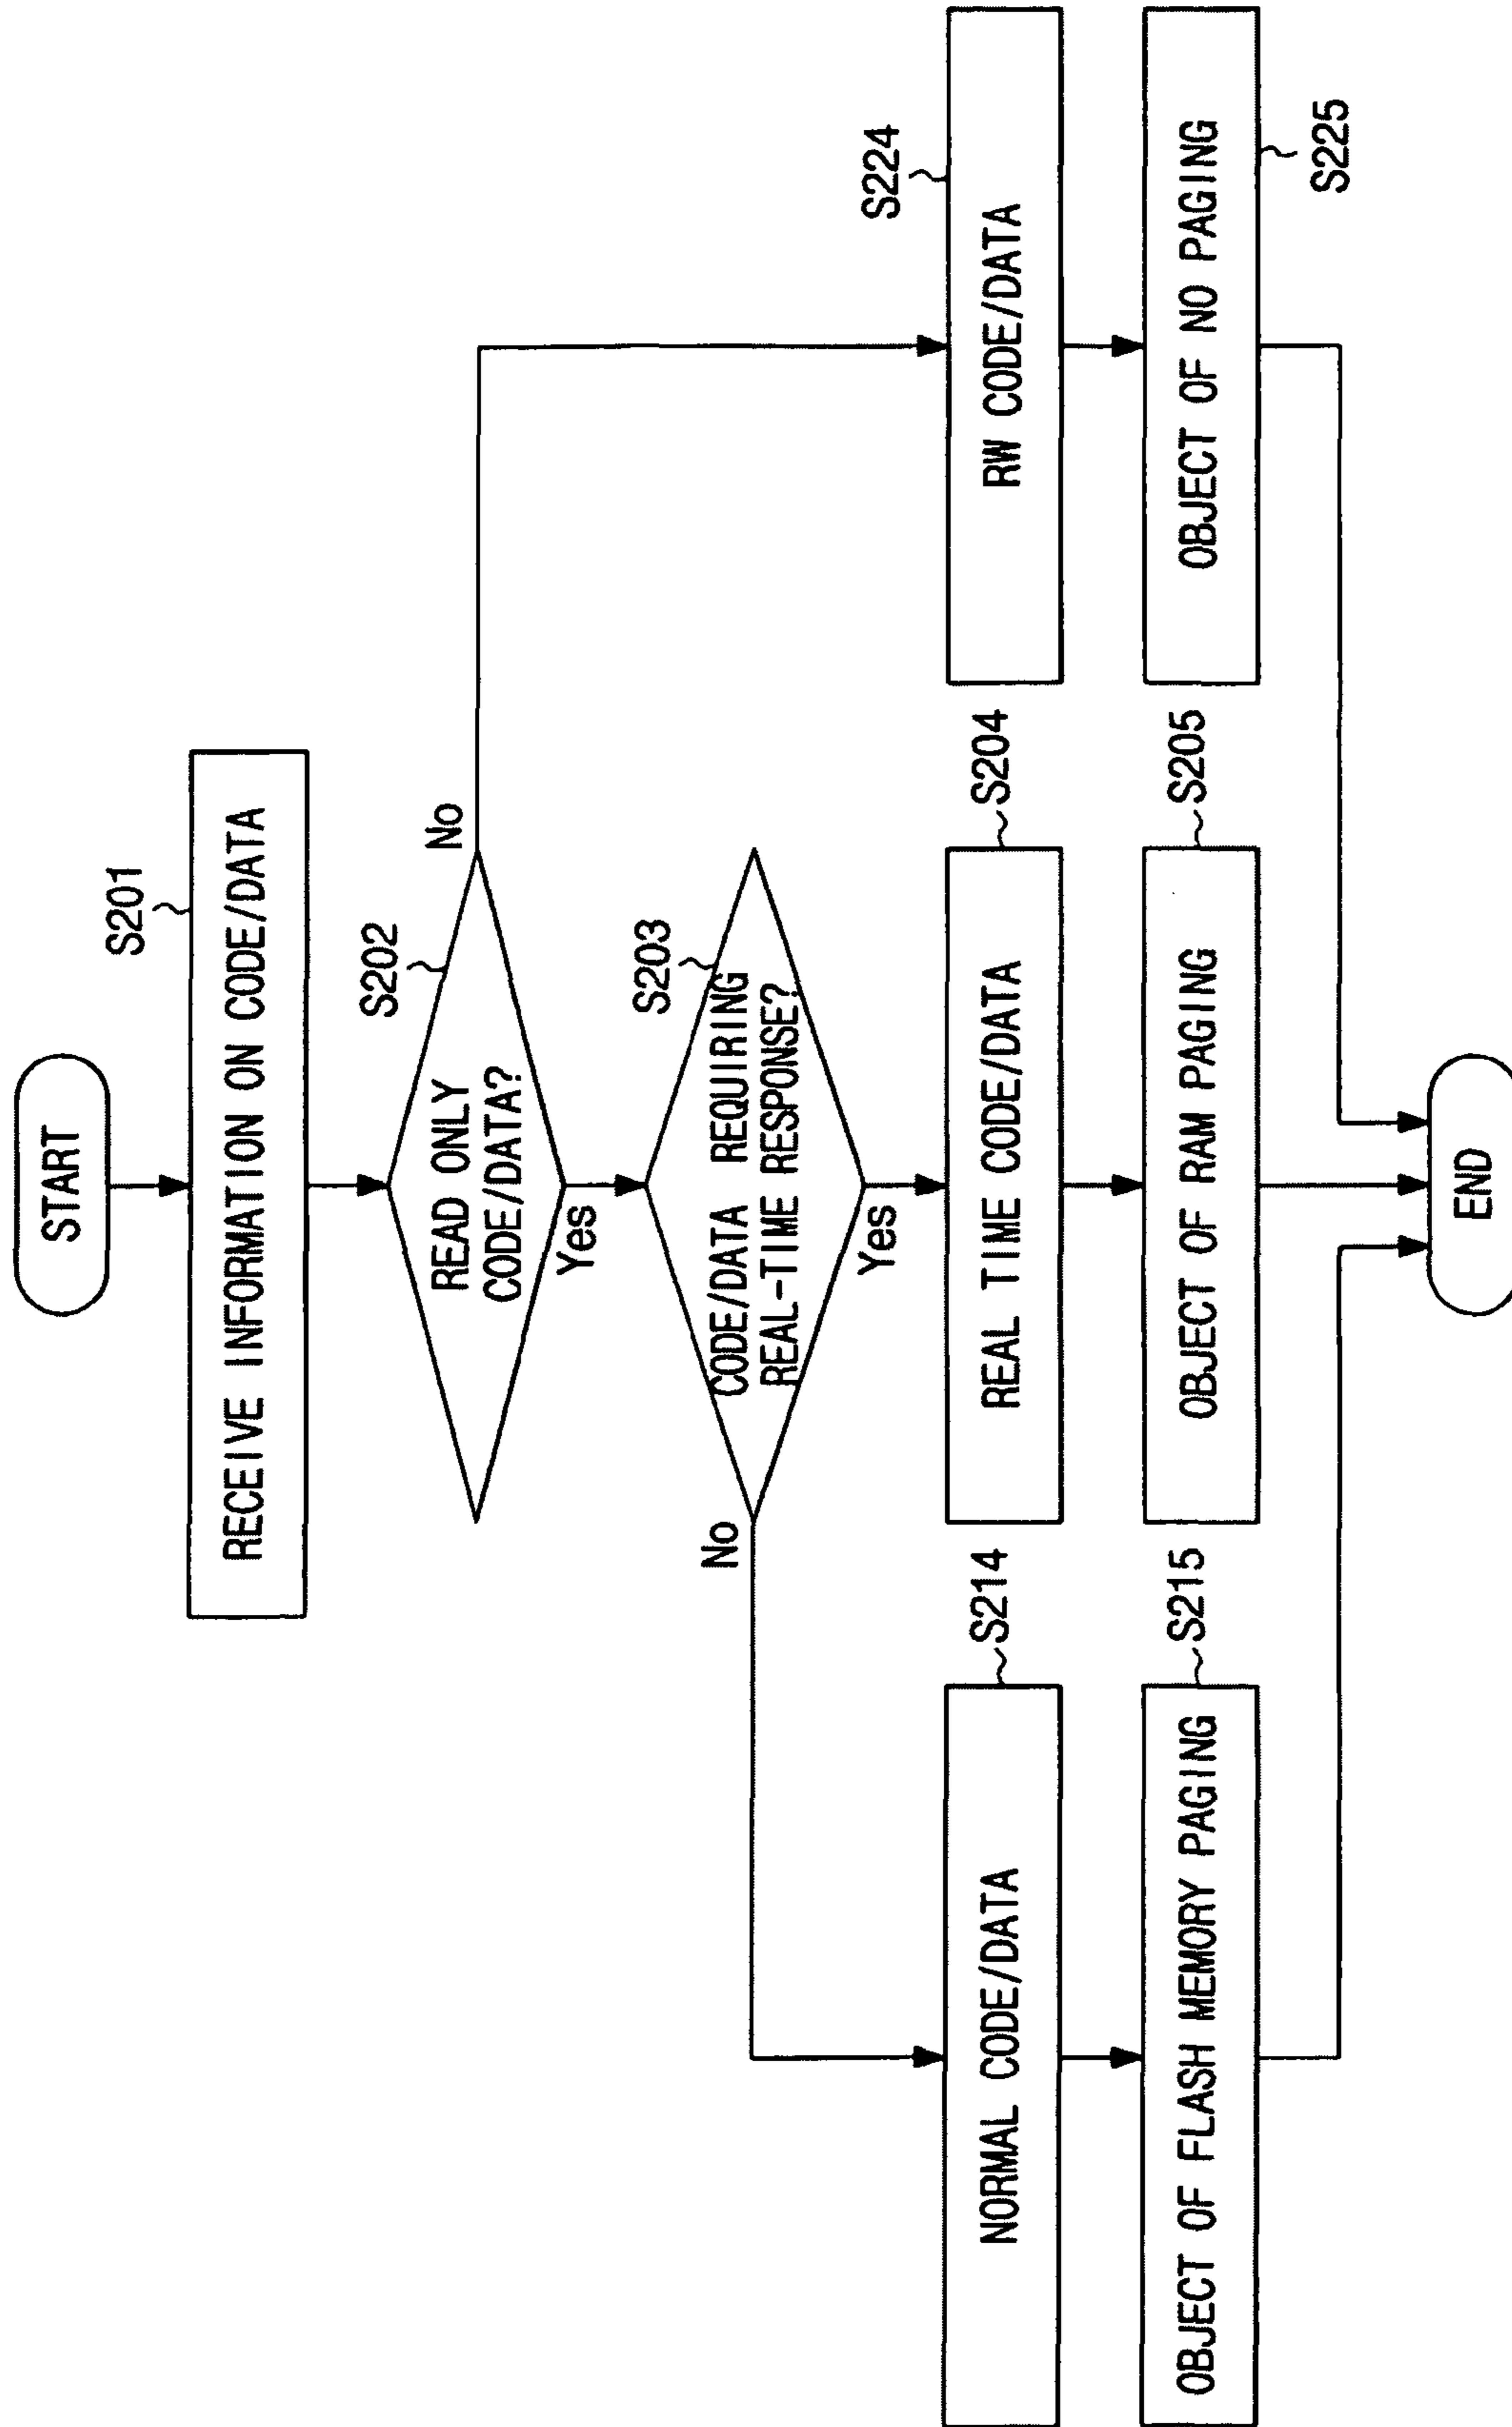 START
S201
RECEIVE INFORMATION ON CODE/DATA
S202
READ ONLY
CODE/DATA?
No
Yes
S203
CODE/DATA REQUIRING
REAL-TIME RESPONSE?
No
Yes
S214
NORMAL CODE/DATA
S204
REAL TIME CODE/DATA
S224
RW CODE/DATA
S215
OBJECT OF FLASH MEMORY PAGING
S205
OBJECT OF RAM PAGING
OBJECT OF NO PAGING
S225
END